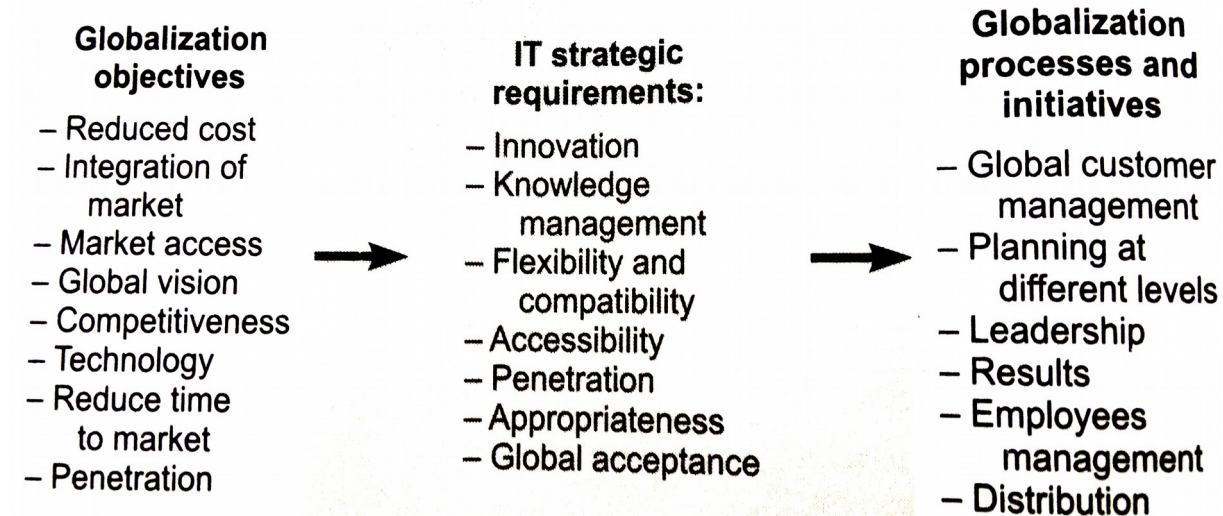 Globalization
objectives
– Reduced cost
– Integration of
market
– Market access
– Global vision
– Competitiveness
– Technology
– Reduce time
to market
– Penetration
IT strategic
requirements:
– Innovation
– Knowledge
management
– Flexibility and
compatibility
– Accessibility
– Penetration
– Appropriateness
– Global acceptance
Globalization
processes and
initiatives
– Global customer
management
– Planning at
different levels
– Leadership
– Results
– Employees
management
– Distribution